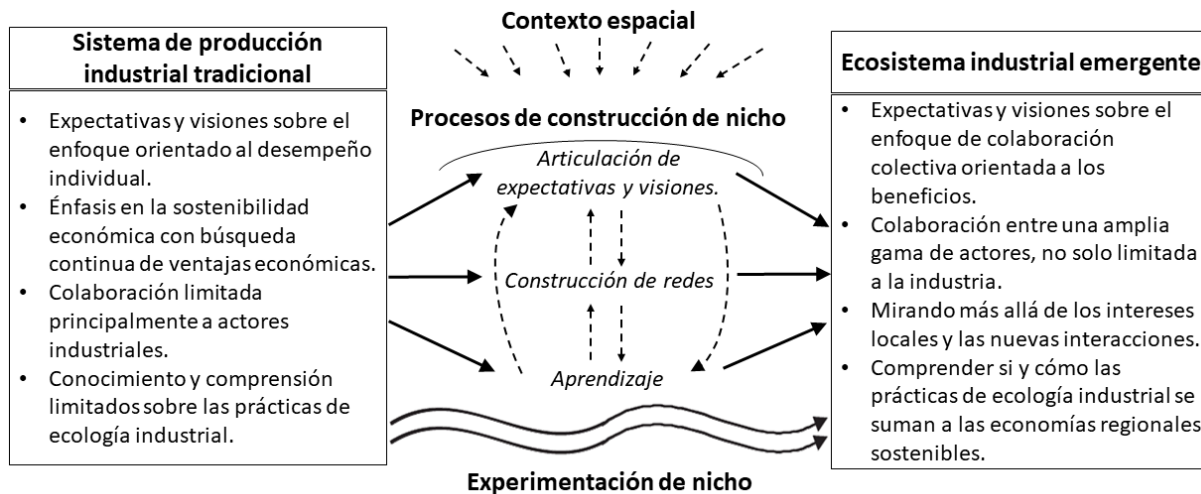 Sistema de producción
industrial tradicional
• Expectativas y visiones sobre el
enfoque orientado al desempeño
individual.
• Énfasis en la sostenibilidad
económica con búsqueda
continua de ventajas económicas.
• Colaboración limitada
principalmente a actores
industriales.
• Conocimiento y comprensión
limitados sobre las prácticas de
ecología industrial.
Contexto espacial
Procesos de construcción de nicho
Articulación de
expectativas y visiones.
Construcción de redes
Aprendizaje
Experimentación de nicho
Ecosistema industrial emergente
• Expectativas y visiones sobre el
enfoque de colaboración
colectiva orientada a los
beneficios.
• Colaboración entre una amplia
gama de actores, no solo limitada
a la industria.
• Mirando más allá de los intereses
locales y las nuevas interacciones.
• Comprender si y cómo las
prácticas de ecología industrial se
suman a las economías regionales
sostenibles.